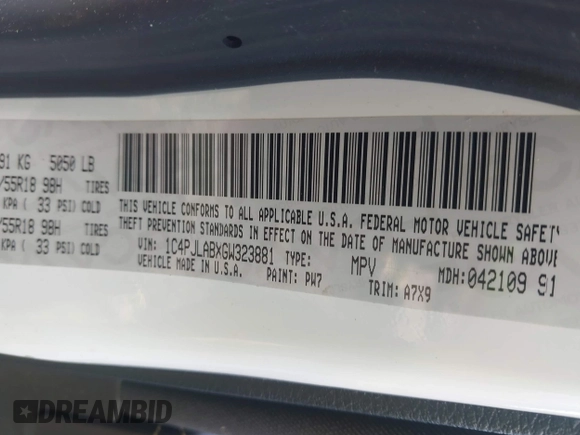 91 KG 5050 LB
/55R18 98H TIRES
KPA ( 33 PSI) COLD
/55R18 98H TIRES
KPA ( 33 PSI) COLD
THIS VEHICLE CONFORMS TO ALL APPLICABLE U.S.A. FEDERAL MOTOR VEHICLE SAFETY
THEFT PREVENTION STANDARDS IN EFFECT ON THE DATE OF MANUFACTURE SHOWN ABOVE
VIN: 1C4PJLABXGW323881 TYPE: MPV MDH: 042109 91
VEHICLE MADE IN U.S.A. PAINT: PW7 TRIM: A7X9
DREAMBID